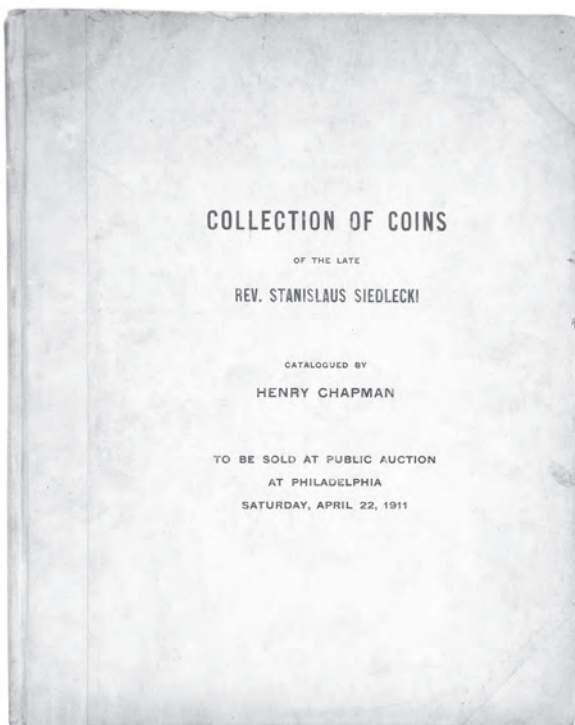 COLLECTION OF COINS
OF THE LATE
REV. STANISLAUS SIEDLECKI
CATALOGUED BY
HENRY CHAPMAN
TO BE SOLD AT PUBLIC AUCTION
AT PHILADELPHIA
SATURDAY, APRIL 22, 1911